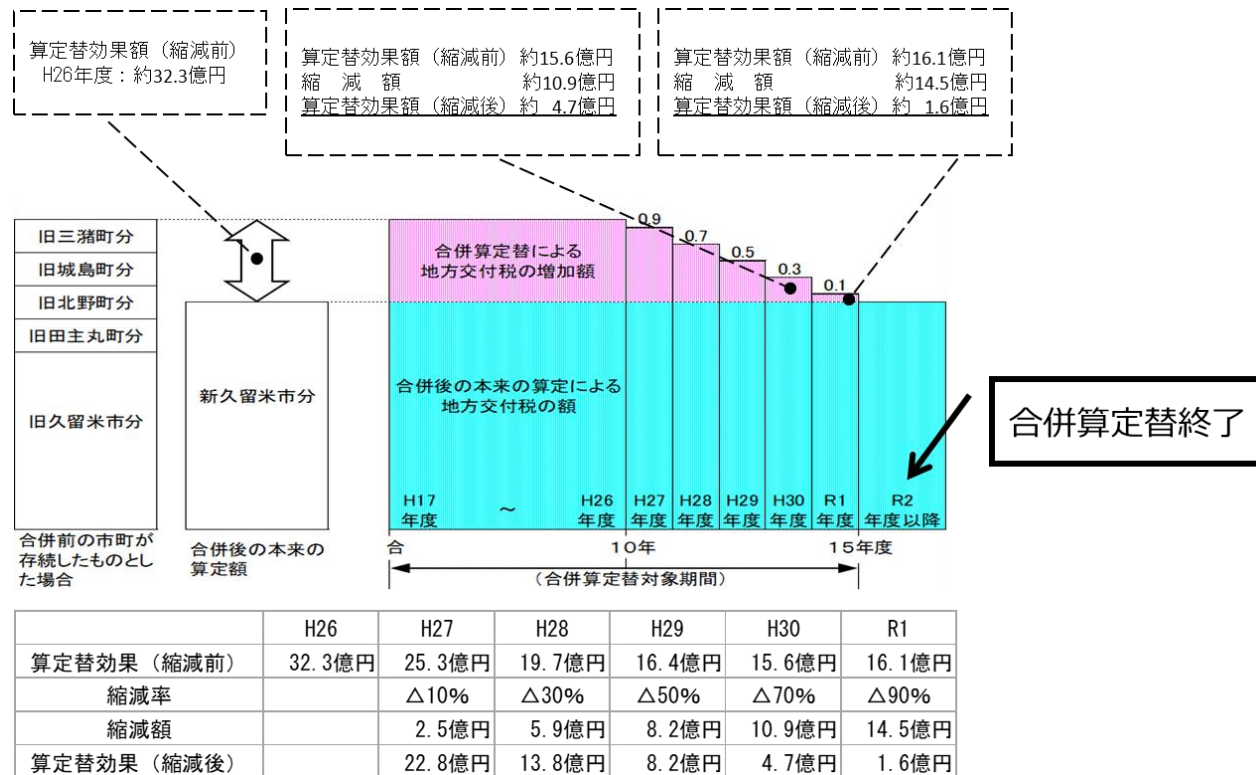 算定替効果額（縮減前）
H26年度：約32.3億円
算定替効果額（縮減前） 約15.6億円
縮　減　額 約10.9億円
算定替効果額（縮減後） 約 4.7億円
算定替効果額（縮減前） 約16.1億円
縮　減　額 約14.5億円
算定替効果額（縮減後） 約 1.6億円
旧三潴町分
旧城島町分
旧北野町分
旧田主丸町分
旧久留米市分
合併前の市町が
存続したものとし
た場合
新久留米市分
合併後の本来の
算定額
合併算定替による
地方交付税の増加額
0.9
0.7
0.5
0.3
0.1
合併後の本来の算定による
地方交付税の額
H17
年度
～
H26
年度
H27
年度
H28
年度
H29
年度
H30
年度
R1
年度
R2
年度以降
合 10年 15年度
（合併算定替対象期間）
合併算定替終了
H26 H27 H28 H29 H30 R1
算定替効果（縮減前） 32.3億円 25.3億円 19.7億円 16.4億円 15.6億円 16.1億円
縮減率 △10% △30% △50% △70% △90%
縮減額 2.5億円 5.9億円 8.2億円 10.9億円 14.5億円
算定替効果（縮減後） 22.8億円 13.8億円 8.2億円 4.7億円 1.6億円